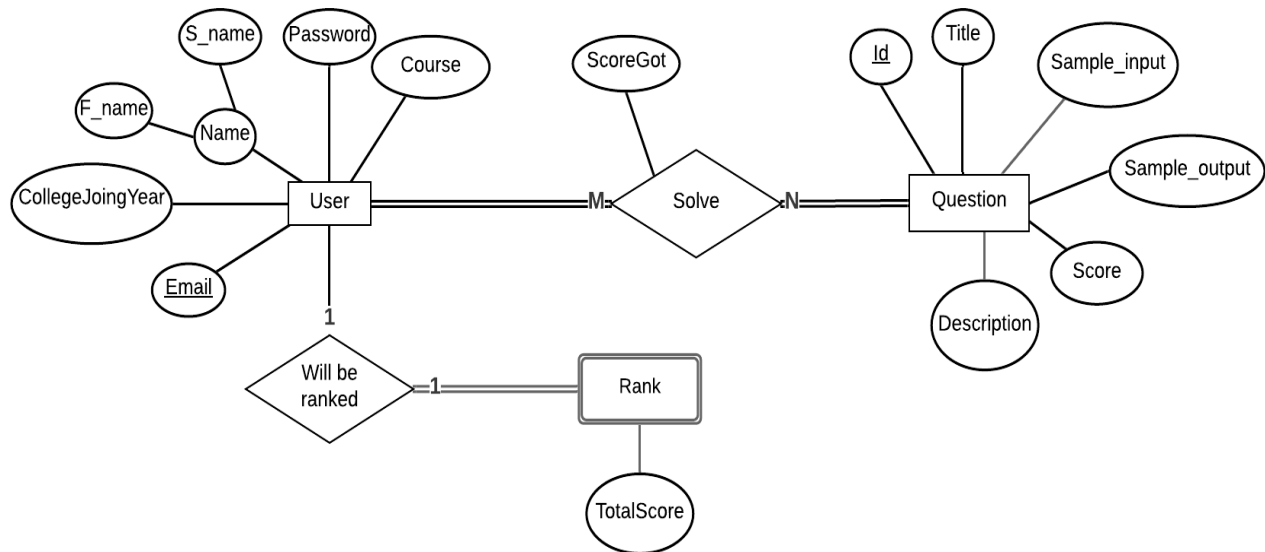 S_name
Password
Course
ScoreGot
Id
Title
Sample_input
F_name
Name
CollegeJoingYear
User
M
Solve
N
Question
Sample_output
Email
Score
1
Description
Will be
ranked
1
Rank
TotalScore